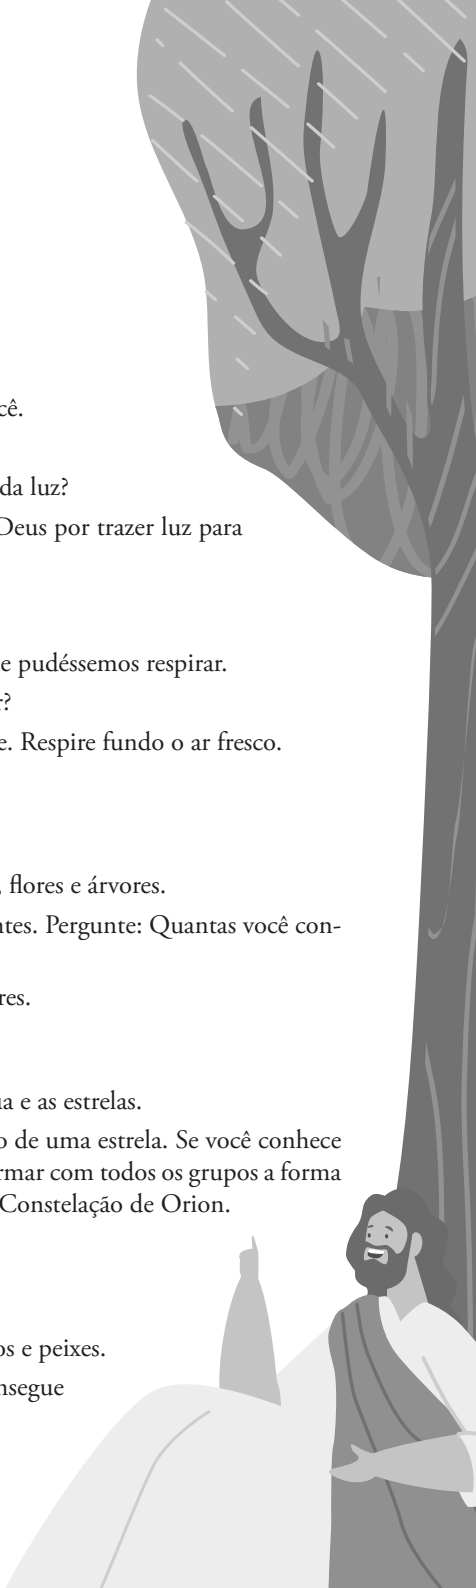 cê.
da luz?
Deus por trazer luz para
e pudéssemos respirar.
r?
e. Respire fundo o ar fresco.
, flores e árvores.
ntes. Pergunte: Quantas você con-
res.
ua e as estrelas.
o de uma estrela. Se você conhece
rmar com todos os grupos a forma
Constelação de Orion.
os e peixes.
nsegue